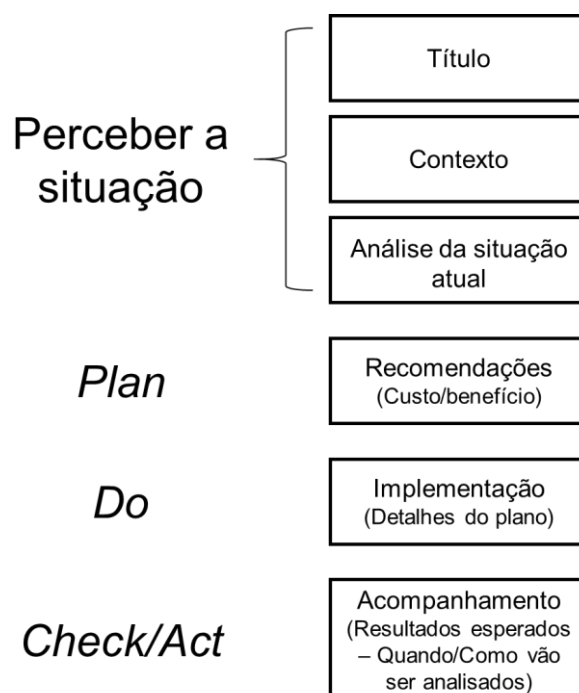 Perceber a
situação
Título
Contexto
Análise da situação
atual
Plan
Recomendações
(Custo/benefício)
Do
Implementação
(Detalhes do plano)
Check/Act
Acompanhamento
(Resultados esperados
– Quando/Como vão
ser analisados)